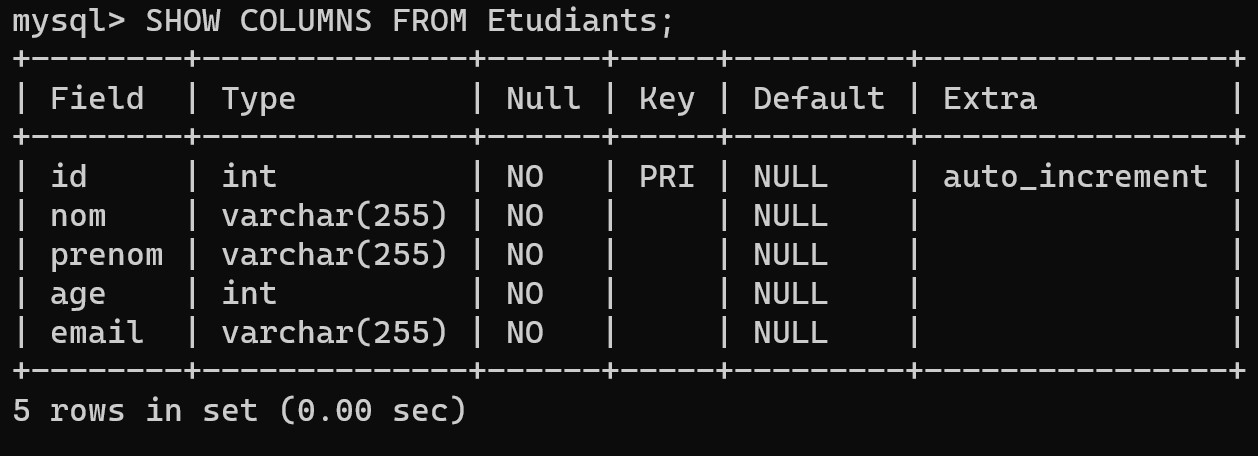 mysql> SHOW COLUMNS FROM Etudiants;
+--------+--------------+------+-----+---------+----------------+
| Field  | Type         | Null | Key | Default | Extra          |
+--------+--------------+------+-----+---------+----------------+
| id     | int          | NO   | PRI | NULL    | auto_increment |
| nom    | varchar(255) | NO   |     | NULL    |                |
| prenom | varchar(255) | NO   |     | NULL    |                |
| age    | int          | NO   |     | NULL    |                |
| email  | varchar(255) | NO   |     | NULL    |                |
+--------+--------------+------+-----+---------+----------------+
5 rows in set (0.00 sec)